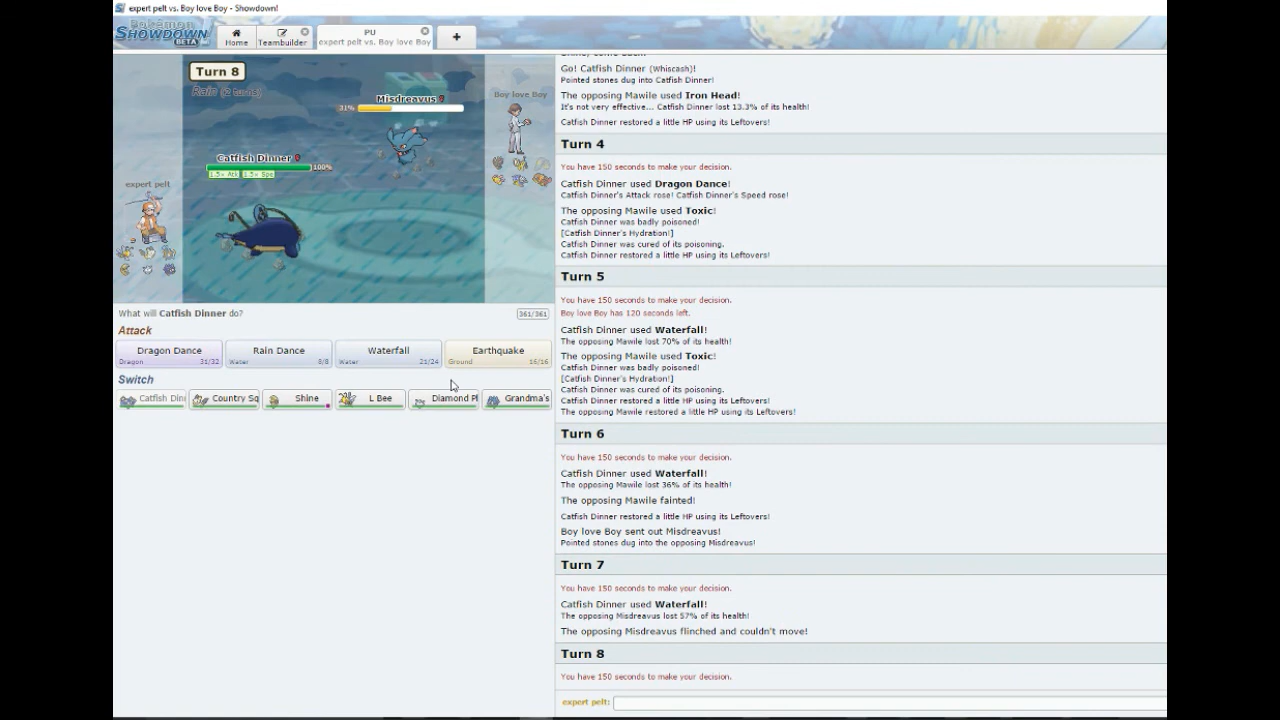 expert pelt vs. Boy love Boy - Showdown!
Pokémon
SHOWDOWN
BETA
Home
Teambuilder
PU
expert pelt vs. Boy love Boy
+
Turn 8
Rain (2 turns)
Misdreavus
31%
Boy love Boy
Catfish Dinner
100%
1.5× Atk 1.5× Spe
expert pelt
What will Catfish Dinner do?
361/361
Attack
Dragon Dance
Dragon 31/32
Rain Dance
Water 8/8
Waterfall
Water 21/24
Earthquake
Ground 16/16
Switch
Catfish Din
Country Sq
Shine
L Bee
Diamond Pl
Grandma's
Go! Catfish Dinner (Whiscash)!
Pointed stones dug into Catfish Dinner!
The opposing Mawile used Iron Head!
It's not very effective... Catfish Dinner lost 13.3% of its health!
Catfish Dinner restored a little HP using its Leftovers!
Turn 4
You have 150 seconds to make your decision.
Catfish Dinner used Dragon Dance!
Catfish Dinner's Attack rose! Catfish Dinner's Speed rose!
The opposing Mawile used Toxic!
Catfish Dinner was badly poisoned!
[Catfish Dinner's Hydration!]
Catfish Dinner was cured of its poisoning.
Catfish Dinner restored a little HP using its Leftovers!
Turn 5
You have 150 seconds to make your decision.
Boy love Boy has 120 seconds left.
Catfish Dinner used Waterfall!
The opposing Mawile lost 70% of its health!
The opposing Mawile used Toxic!
Catfish Dinner was badly poisoned!
[Catfish Dinner's Hydration!]
Catfish Dinner was cured of its poisoning.
Catfish Dinner restored a little HP using its Leftovers!
The opposing Mawile restored a little HP using its Leftovers!
Turn 6
You have 150 seconds to make your decision.
Catfish Dinner used Waterfall!
The opposing Mawile lost 36% of its health!
The opposing Mawile fainted!
Catfish Dinner restored a little HP using its Leftovers!
Boy love Boy sent out Misdreavus!
Pointed stones dug into the opposing Misdreavus!
Turn 7
You have 150 seconds to make your decision.
Catfish Dinner used Waterfall!
The opposing Misdreavus lost 57% of its health!
The opposing Misdreavus flinched and couldn't move!
Turn 8
You have 150 seconds to make your decision.
expert pelt: